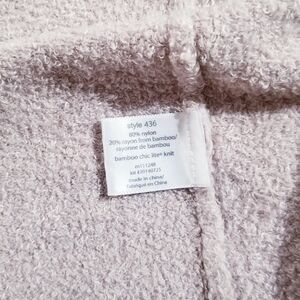 style 436
80% nylon
20% rayon from bamboo/
rayonne de bambou
bamboo chic lite® knit
made in china/
fabriqué en Chine